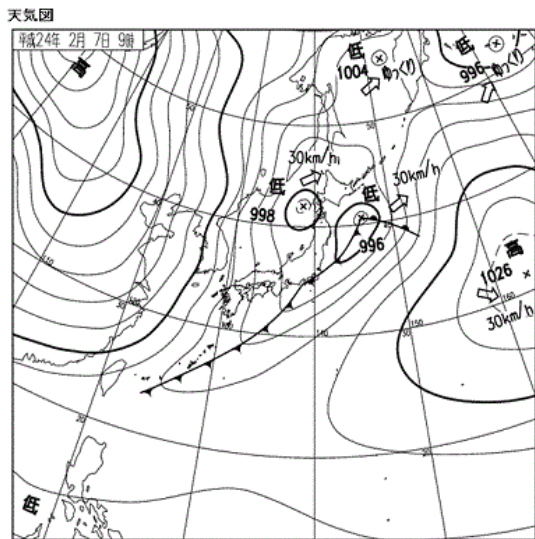 天気図
平成24年 2月 7日 9時
高
低
1004
ゆっくり
低
996
ゆっくり
30km/h
低
998
低
30km/h
996
高
1026
30km/h
低